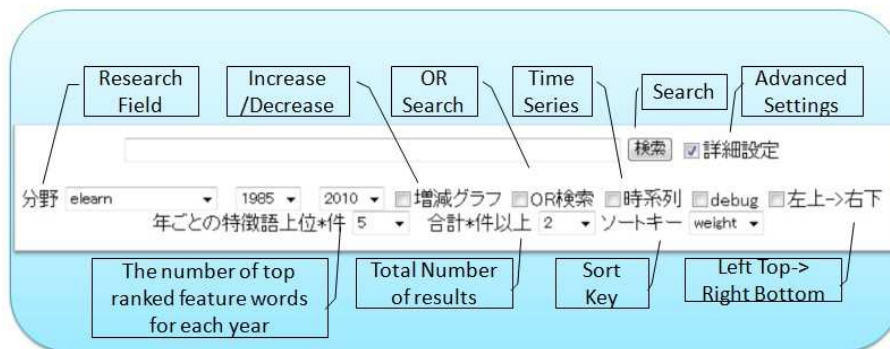 Research
Field
Increase
/Decrease
OR
Search
Time
Series
Search
Advanced
Settings
検索 詳細設定
分野 elearn 1985 2010 増減グラフ OR検索 時系列 debug 左上->右下
年ごとの特徴語上位*件 5 合計*件以上 2 ソートキー weight
The number of top
ranked feature words
for each year
Total Number
of results
Sort
Key
Left Top->
Right Bottom